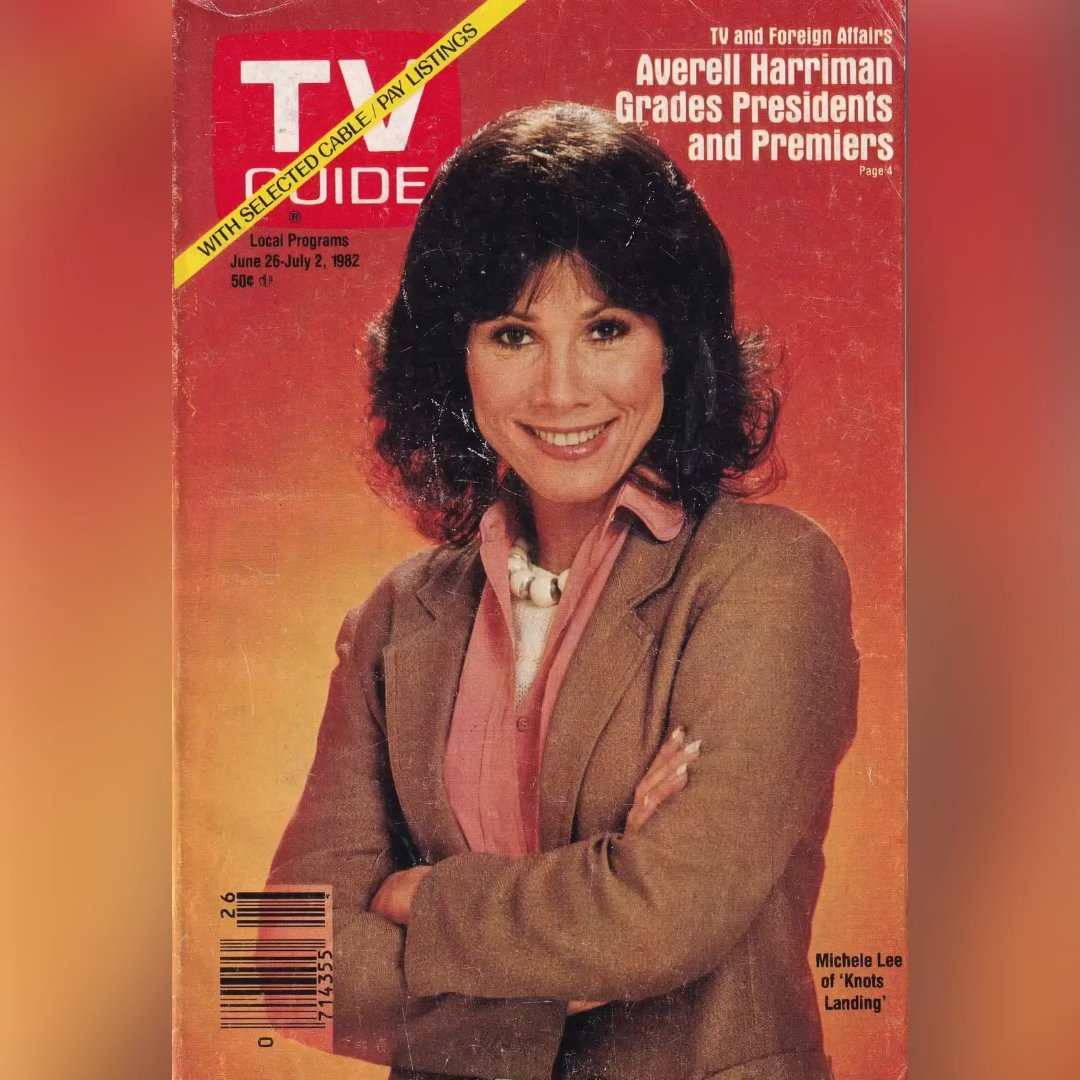 TV
GUIDE
®
WITH SELECTED CABLE / PAY LISTINGS
Local Programs
June 26-July 2, 1982
50¢
TV and Foreign Affairs
Averell Harriman
Grades Presidents
and Premiers
Page 4
26
0
714355
Michele Lee
of ‘Knots
Landing’